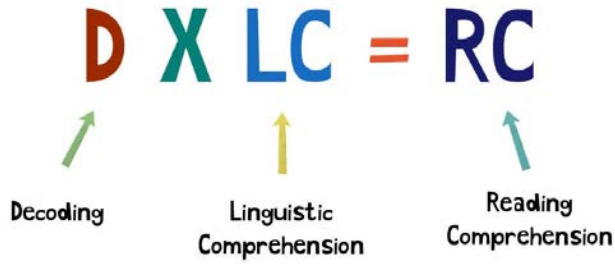 D X LC = RC
Decoding
Linguistic
Comprehension
Reading
Comprehension